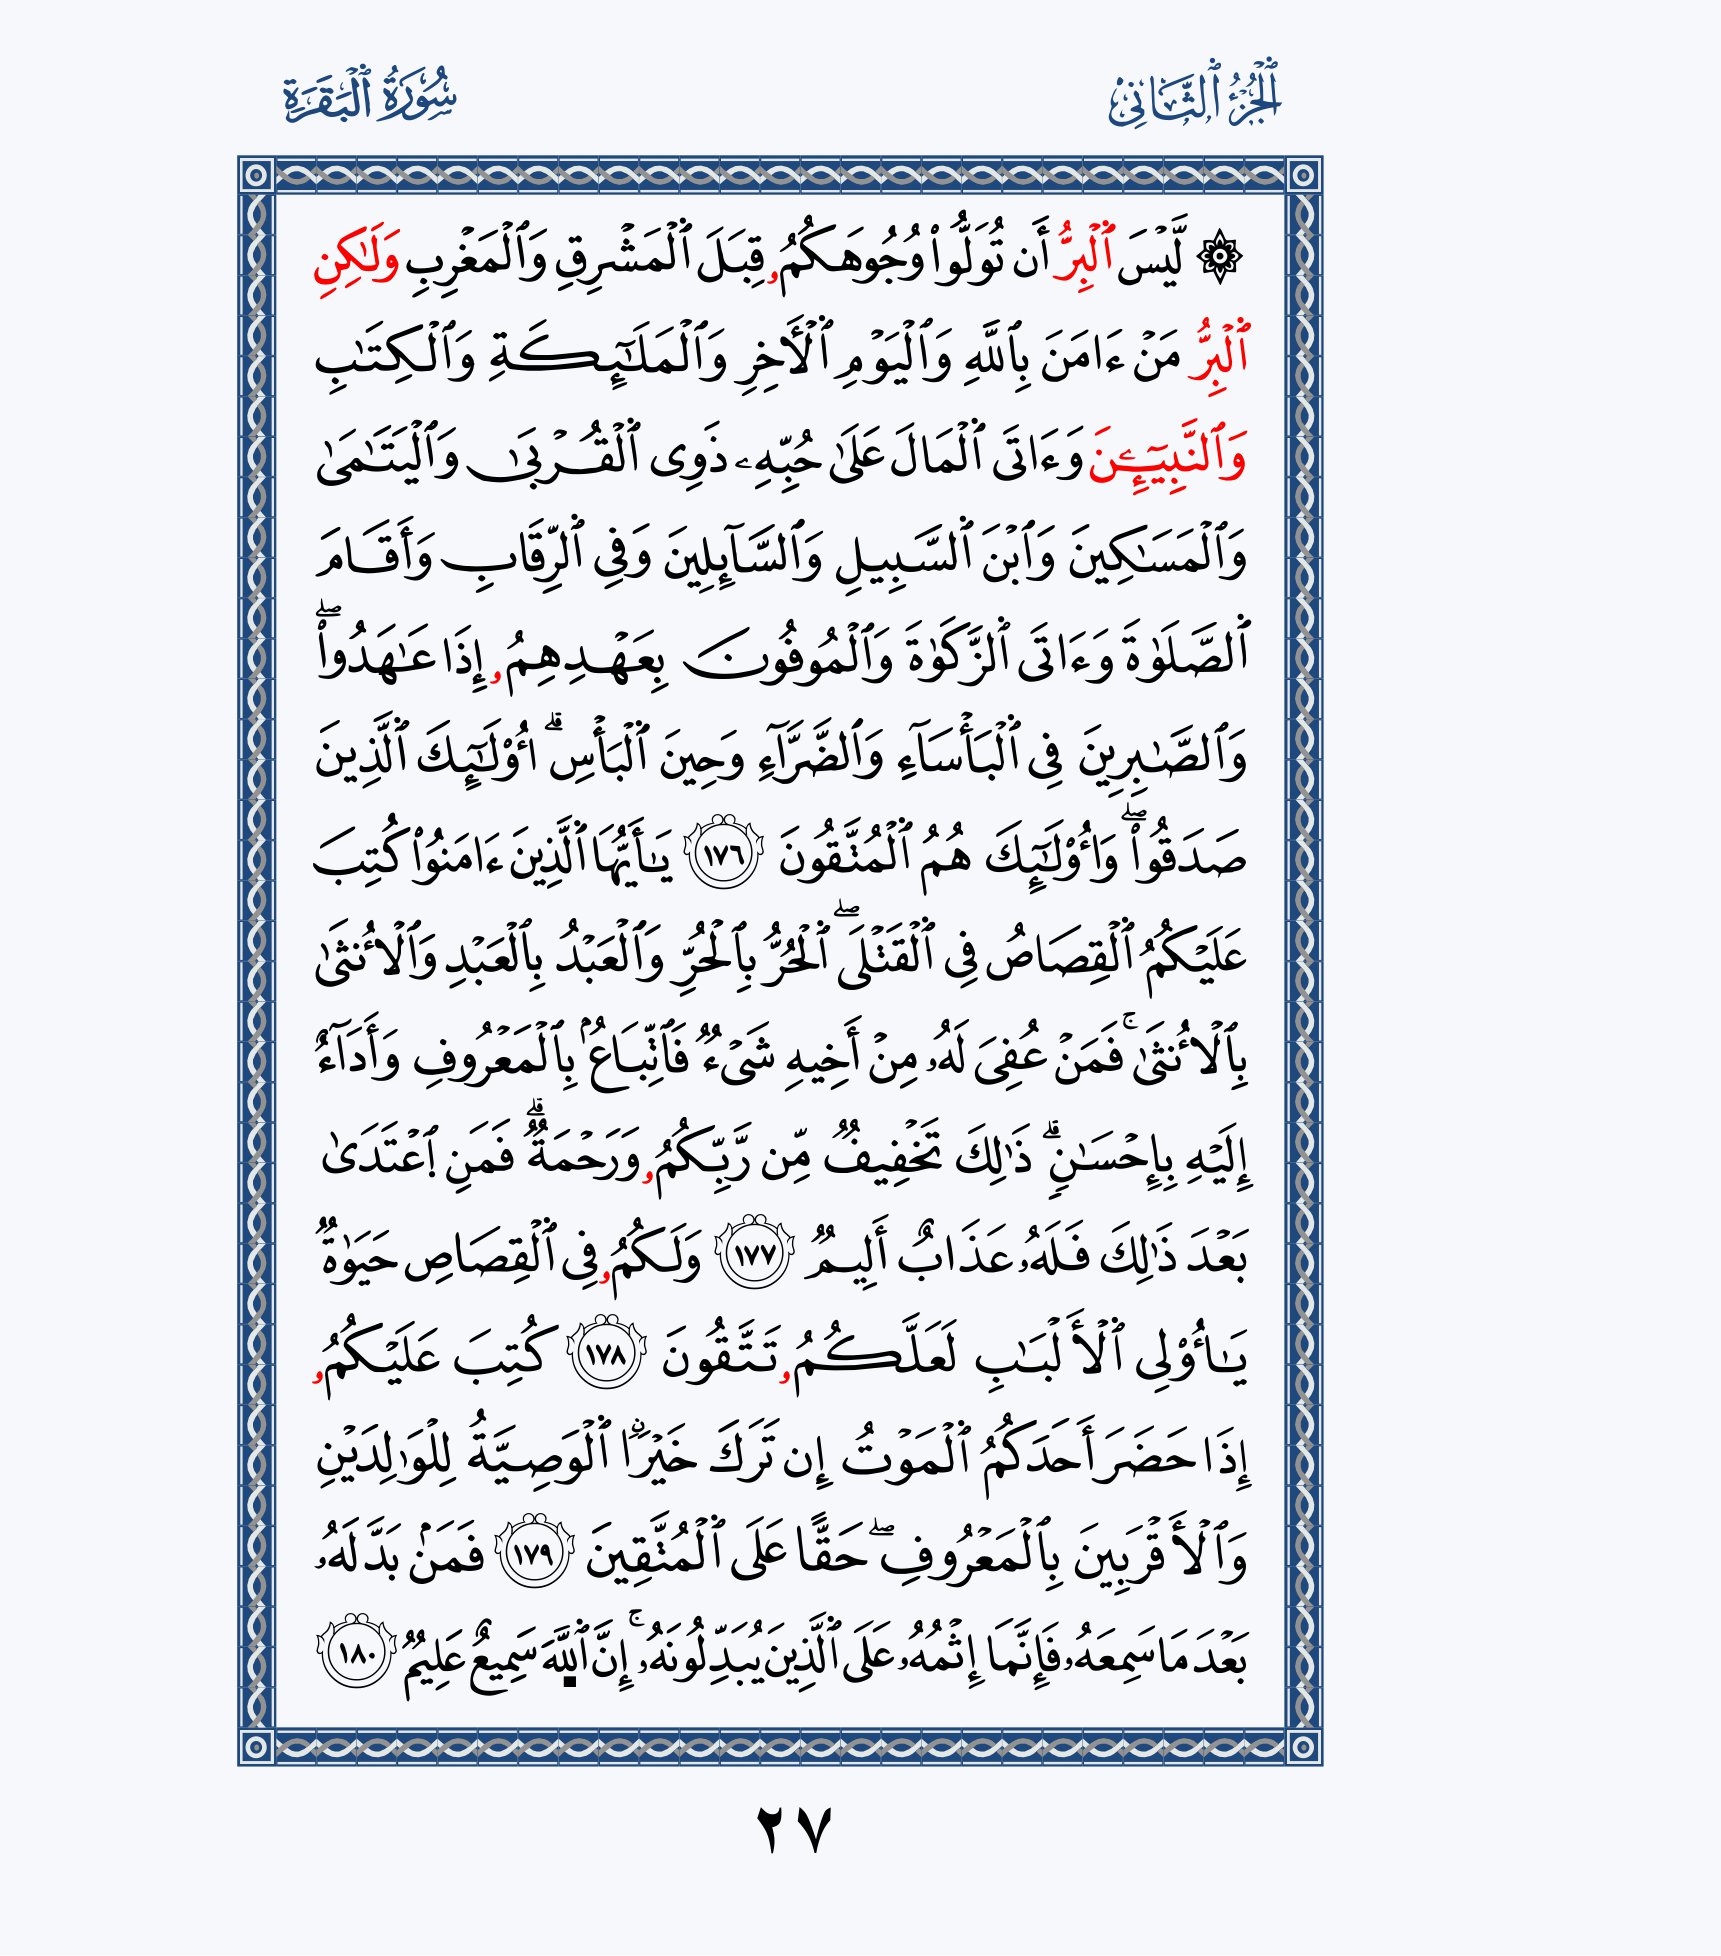 ٱلْجُزْءُ ٱلثَّانِي
سُورَةُ ٱلْبَقَرَةِ
۞ لَّيْسَ ٱلْبِرُّ أَن تُوَلُّواْ وُجُوهَكُمُۥ قِبَلَ ٱلْمَشْرِقِ وَٱلْمَغْرِبِ وَلَٰكِنِ
ٱلْبِرُّ مَنْ ءَامَنَ بِٱللَّهِ وَٱلْيَوْمِ ٱلْأَخِرِ وَٱلْمَلَٰٓئِكَةِ وَٱلْكِتَٰبِ
وَٱلنَّبِيٓـِٕينَ وَءَاتَى ٱلْمَالَ عَلَىٰ حُبِّهِۦ ذَوِى ٱلْقُرْبَىٰ وَٱلْيَتَٰمَىٰ
وَٱلْمَسَٰكِينَ وَٱبْنَ ٱلسَّبِيلِ وَٱلسَّآئِلِينَ وَفِى ٱلرِّقَابِ وَأَقَامَ
ٱلصَّلَوٰةَ وَءَاتَى ٱلزَّكَوٰةَ وَٱلْمُوفُونَ بِعَهْدِهِمُۥ إِذَا عَٰهَدُواْۖ
وَٱلصَّٰبِرِينَ فِى ٱلْبَأْسَآءِ وَٱلضَّرَّآءِ وَحِينَ ٱلْبَأْسِۗ أُوْلَٰٓئِكَ ٱلَّذِينَ
صَدَقُواْۖ وَأُوْلَٰٓئِكَ هُمُ ٱلْمُتَّقُونَ ١٧٦ يَٰأَيُّهَا ٱلَّذِينَ ءَامَنُواْ كُتِبَ
عَلَيْكُمُ ٱلْقِصَاصُ فِى ٱلْقَتْلَىۖ ٱلْحُرُّ بِٱلْحُرِّ وَٱلْعَبْدُ بِٱلْعَبْدِ وَٱلْأُنثَىٰ
بِٱلْأُنثَىٰۚ فَمَنْ عُفِىَ لَهُۥ مِنْ أَخِيهِ شَىْءٌ فَٱتِّبَاعُۢ بِٱلْمَعْرُوفِ وَأَدَآءٌ
إِلَيْهِ بِإِحْسَٰنٍۗ ذَٰلِكَ تَخْفِيفٌ مِّن رَّبِّكُمُۥ وَرَحْمَةٌۗ فَمَنِ ٱعْتَدَىٰ
بَعْدَ ذَٰلِكَ فَلَهُۥ عَذَابٌ أَلِيمٌ ١٧٧ وَلَكُمُۥ فِى ٱلْقِصَاصِ حَيَوٰةٌ
يَٰأُوْلِى ٱلْأَلْبَٰبِ لَعَلَّكُمُۥ تَتَّقُونَ ١٧٨ كُتِبَ عَلَيْكُمُۥ
إِذَا حَضَرَ أَحَدَكُمُ ٱلْمَوْتُ إِن تَرَكَ خَيْرًا ٱلْوَصِيَّةُ لِلْوَٰلِدَيْنِ
وَٱلْأَقْرَبِينَ بِٱلْمَعْرُوفِۖ حَقًّا عَلَى ٱلْمُتَّقِينَ ١٧٩ فَمَنۢ بَدَّلَهُۥ
بَعْدَ مَا سَمِعَهُۥ فَإِنَّمَا إِثْمُهُۥ عَلَى ٱلَّذِينَ يُبَدِّلُونَهُۥۚ إِنَّ ٱللَّهَ سَمِيعٌ عَلِيمٌ ١٨٠
٢٧